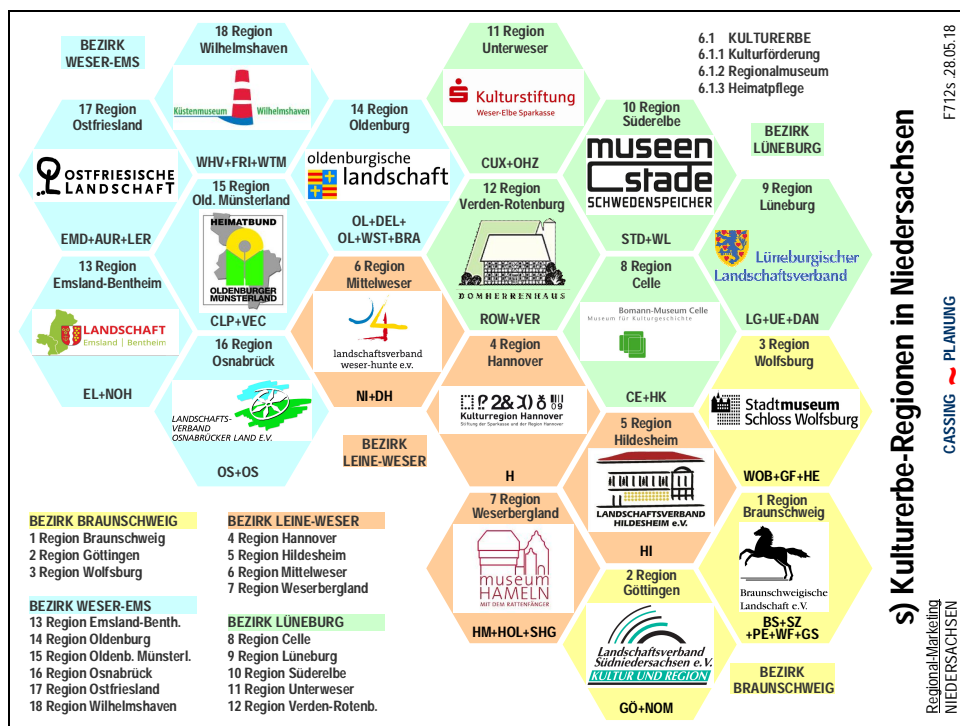 BEZIRK
WESER-EMS
18 Region
Wilhelmshaven
Küstenmuseum Wilhelmshaven
WHV+FRI+WTM
11 Region
Unterweser
Kulturstiftung
Weser-Elbe Sparkasse
CUX+OHZ
6.1 KULTURERBE
6.1.1 Kulturförderung
6.1.2 Regionalmuseum
6.1.3 Heimatpflege
17 Region
Ostfriesland
OSTFRIESISCHE
LANDSCHAFT
EMD+AUR+LER
14 Region
Oldenburg
oldenburgische
landschaft
OL+DEL+
OL+WST+BRA
10 Region
Süderelbe
museen
stade
SCHWEDENSPEICHER
STD+WL
BEZIRK
LÜNEBURG
15 Region
Old. Münsterland
HEIMATBUND
OLDENBURGER
MÜNSTERLAND
CLP+VEC
12 Region
Verden-Rotenburg
DOMHERRENHAUS
ROW+VER
9 Region
Lüneburg
Lüneburgischer
Landschaftsverband
LG+UE+DAN
13 Region
Emsland-Bentheim
LANDSCHAFT
Emsland | Bentheim
EL+NOH
6 Region
Mittelweser
landschaftsverband
weser-hunte e.v.
NI+DH
8 Region
Celle
Bomann-Museum Celle
Museum für Kulturgeschichte
CE+HK
16 Region
Osnabrück
LANDSCHAFTS-
VERBAND
OSNABRÜCKER LAND E.V.
OS+OS
4 Region
Hannover
Kulturregion Hannover
Stiftung der Sparkasse und der Region Hannover
H
3 Region
Wolfsburg
Stadtmuseum
Schloss Wolfsburg
WOB+GF+HE
BEZIRK
LEINE-WESER
5 Region
Hildesheim
LANDSCHAFTSVERBAND
HILDESHEIM e.V.
HI
7 Region
Weserbergland
museum
HAMELN
MIT DEM RATTENFÄNGER
HM+HOL+SHG
1 Region
Braunschweig
Braunschweigische
Landschaft e.V.
BS+SZ
+PE+WF+GS
2 Region
Göttingen
Landschaftsverband
Südniedersachsen e.V.
KULTUR UND REGION
GÖ+NOM
BEZIRK
BRAUNSCHWEIG
BEZIRK BRAUNSCHWEIG
1 Region Braunschweig
2 Region Göttingen
3 Region Wolfsburg
BEZIRK WESER-EMS
13 Region Emsland-Benth.
14 Region Oldenburg
15 Region Oldenb. Münsterl.
16 Region Osnabrück
17 Region Ostfriesland
18 Region Wilhelmshaven
BEZIRK LEINE-WESER
4 Region Hannover
5 Region Hildesheim
6 Region Mittelweser
7 Region Weserbergland
BEZIRK LÜNEBURG
8 Region Celle
9 Region Lüneburg
10 Region Süderelbe
11 Region Unterweser
12 Region Verden-Rotenb.
s) Kulturerbe-Regionen in Niedersachsen
F712s .28.05.18
CASSING ~ PLANUNG
Regional-Marketing
NIEDERSACHSEN